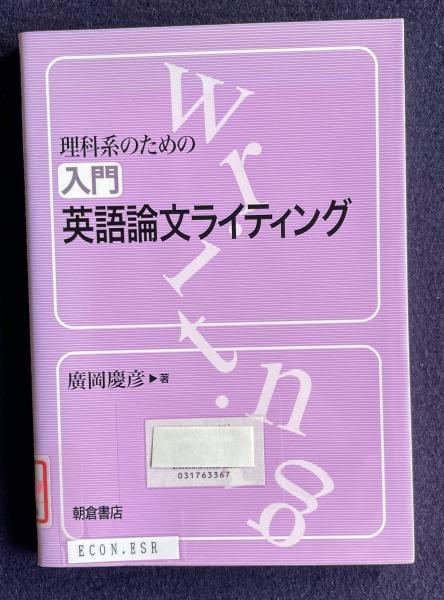 理科系のための
入門
英語論文ライティング
Writing
廣岡慶彦▶著
031763367
朝倉書店
ECON.ESR